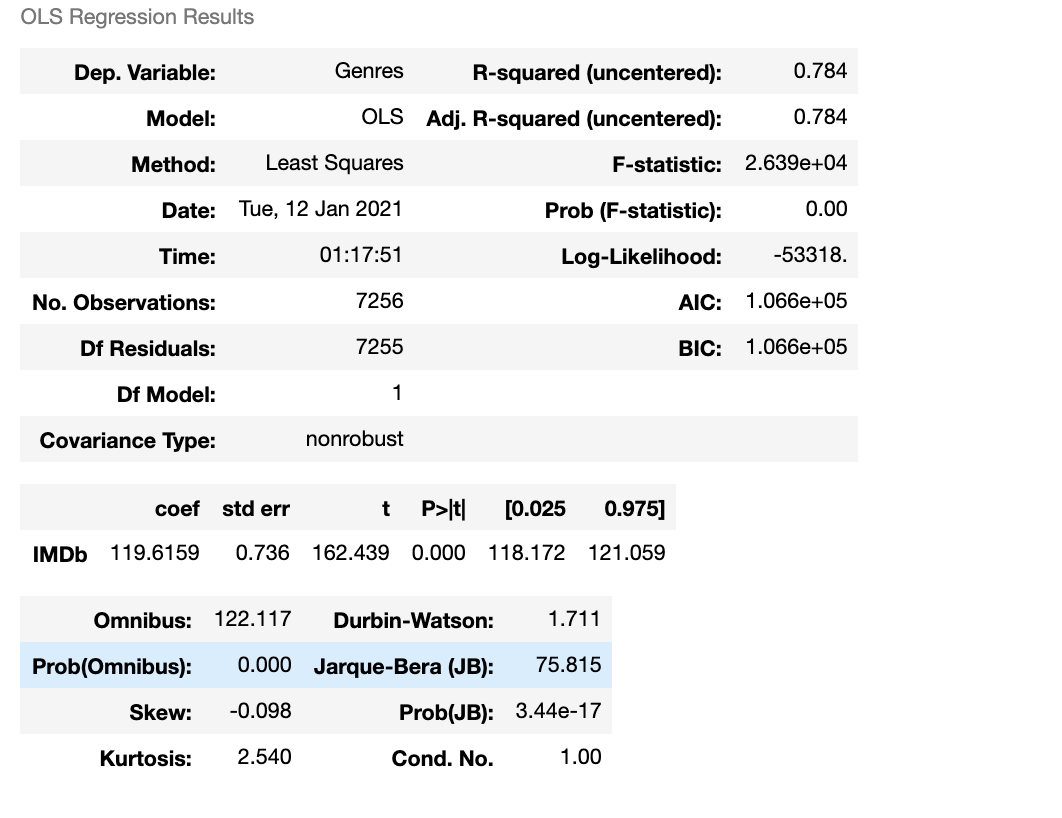 OLS Regression Results
Dep. Variable: Genres R-squared (uncentered): 0.784
Model: OLS Adj. R-squared (uncentered): 0.784
Method: Least Squares F-statistic: 2.639e+04
Date: Tue, 12 Jan 2021 Prob (F-statistic): 0.00
Time: 01:17:51 Log-Likelihood: -53318.
No. Observations: 7256 AIC: 1.066e+05
Df Residuals: 7255 BIC: 1.066e+05
Df Model: 1
Covariance Type: nonrobust
coef std err t P>|t| [0.025 0.975]
IMDb 119.6159 0.736 162.439 0.000 118.172 121.059
Omnibus: 122.117 Durbin-Watson: 1.711
Prob(Omnibus): 0.000 Jarque-Bera (JB): 75.815
Skew: -0.098 Prob(JB): 3.44e-17
Kurtosis: 2.540 Cond. No. 1.00